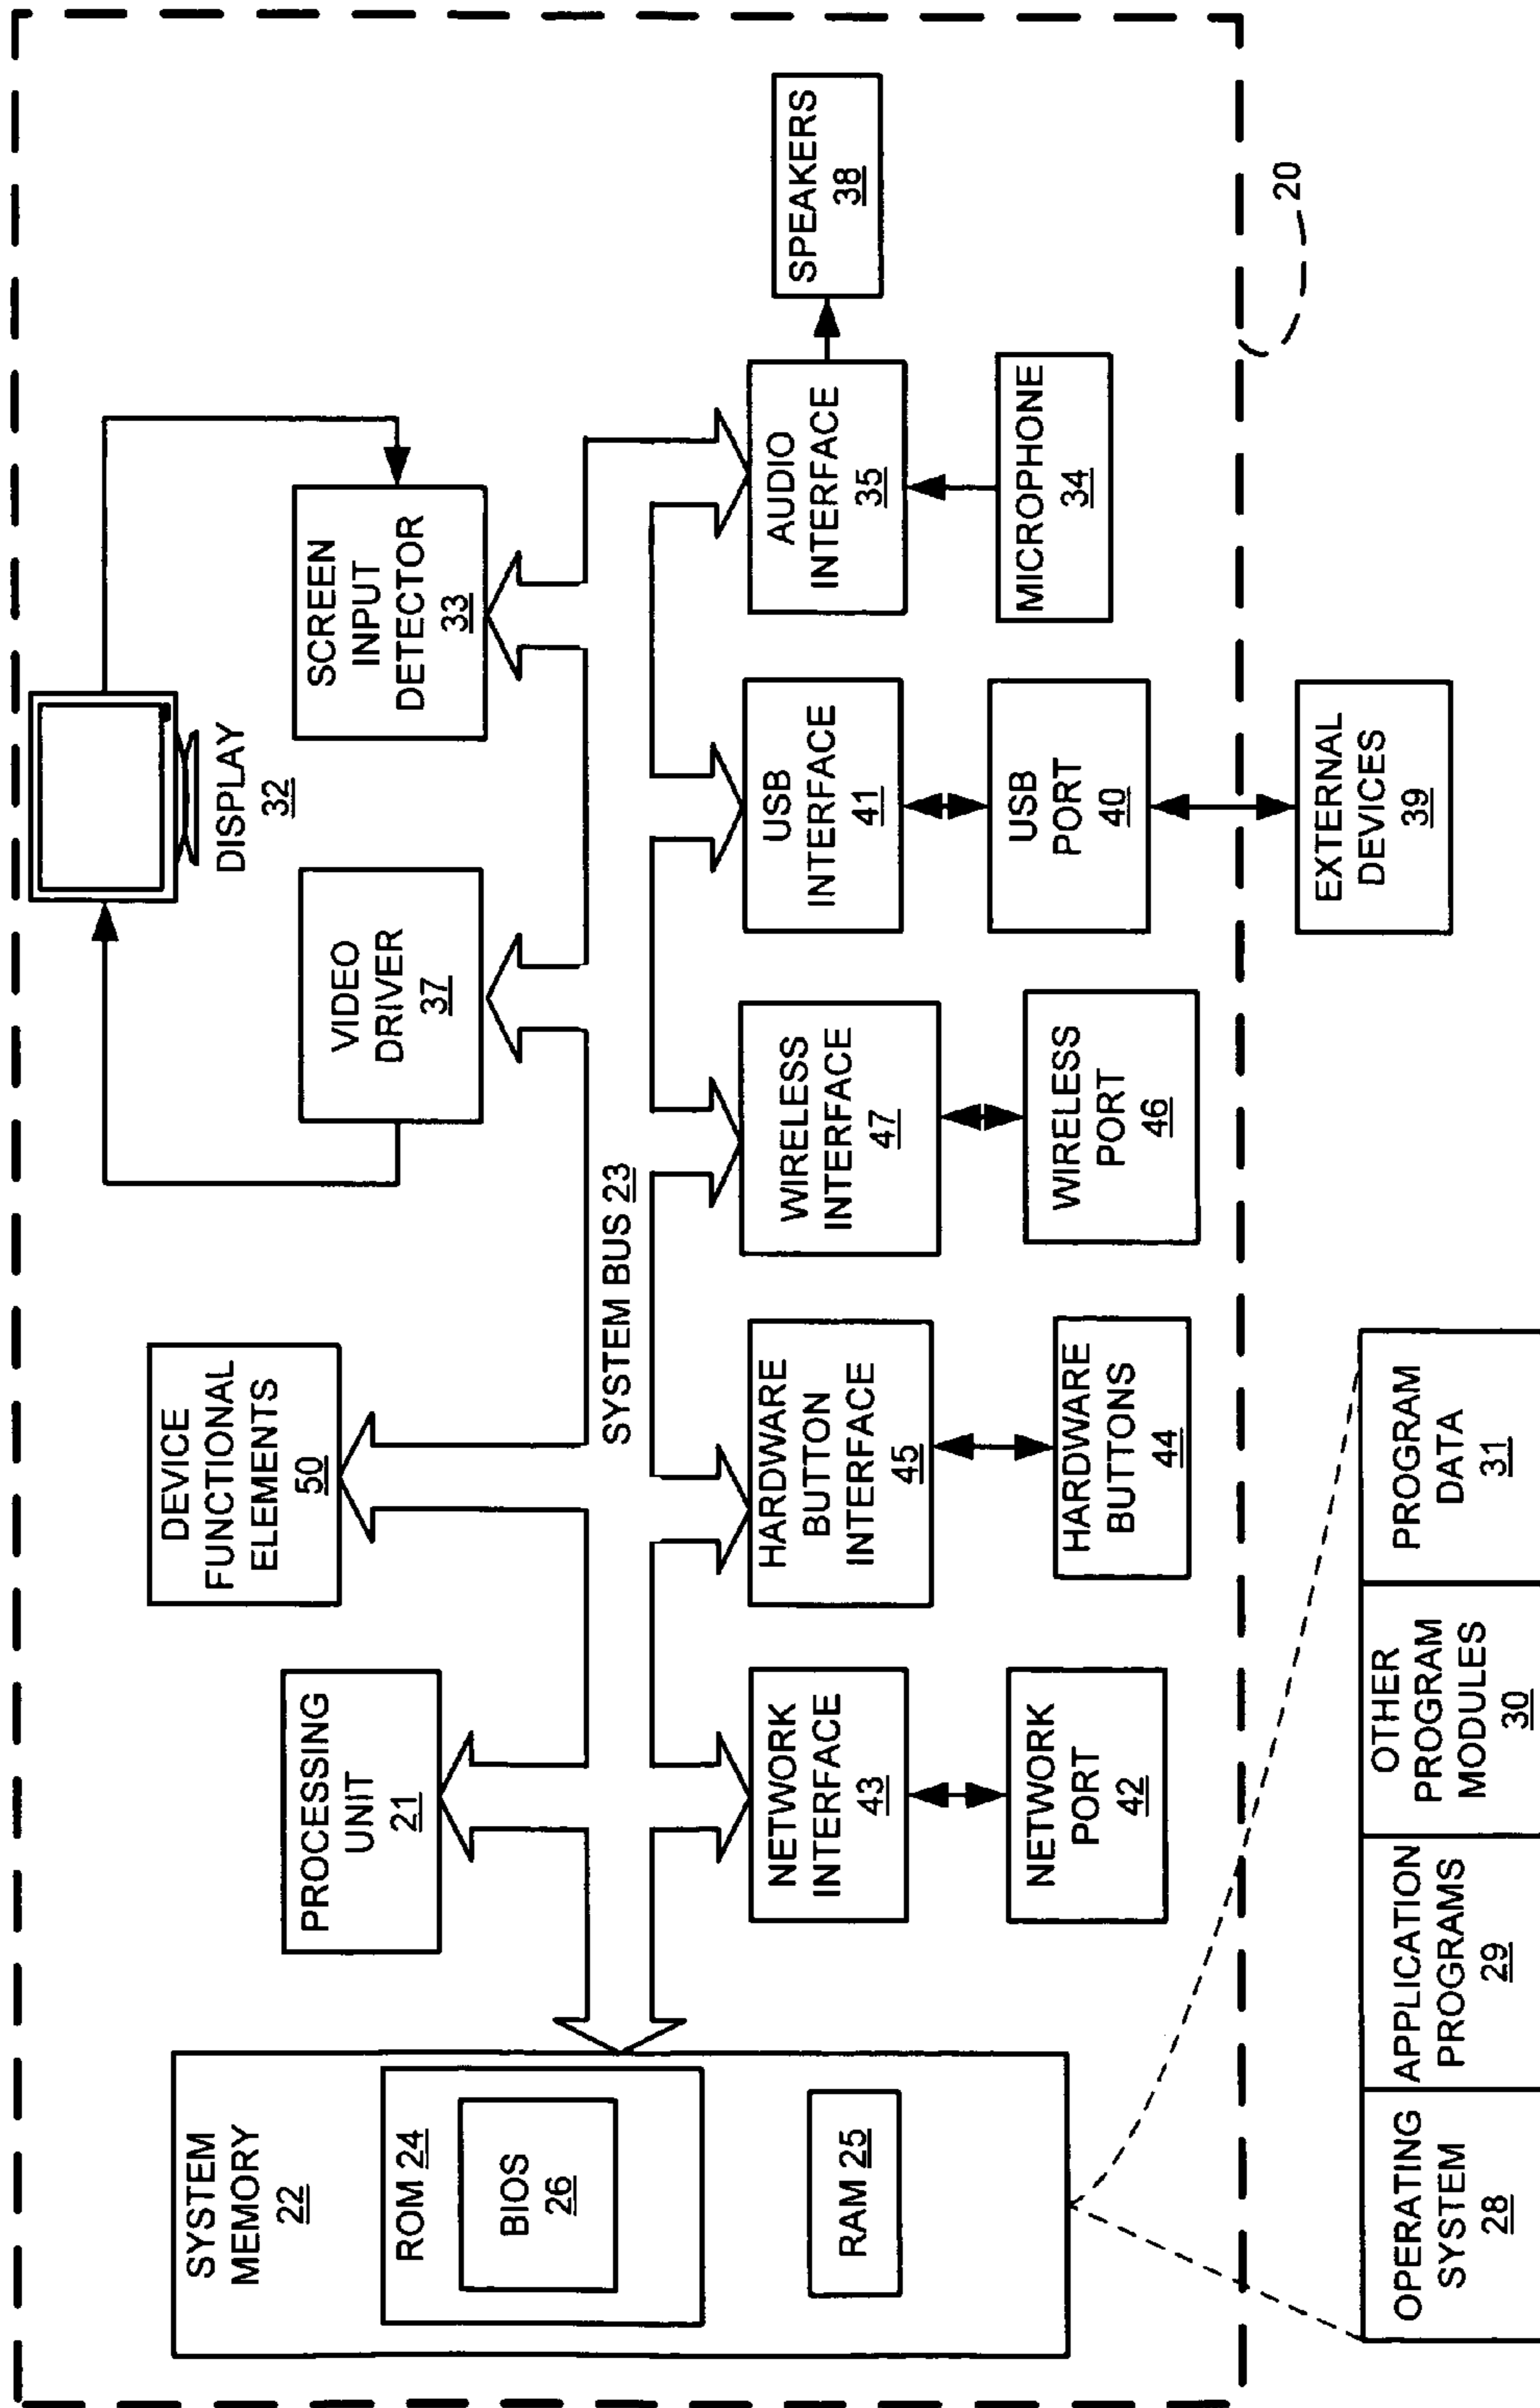 SYSTEM
MEMORY
22
ROM 24
BIOS
26
RAM 25
PROCESSING
UNIT
21
DEVICE
FUNCTIONAL
ELEMENTS
50
VIDEO
DRIVER
37
DISPLAY
32
SCREEN
INPUT
DETECTOR
33
SYSTEM BUS 23
NETWORK
INTERFACE
43
HARDWARE
BUTTON
INTERFACE
45
WIRELESS
INTERFACE
47
USB
INTERFACE
41
AUDIO
INTERFACE
35
SPEAKERS
38
NETWORK
PORT
42
HARDWARE
BUTTONS
44
WIRELESS
PORT
46
USB
PORT
40
MICROPHONE
34
20
EXTERNAL
DEVICES
39
OPERATING
SYSTEM
28
APPLICATION
PROGRAMS
29
OTHER
PROGRAM
MODULES
30
PROGRAM
DATA
31